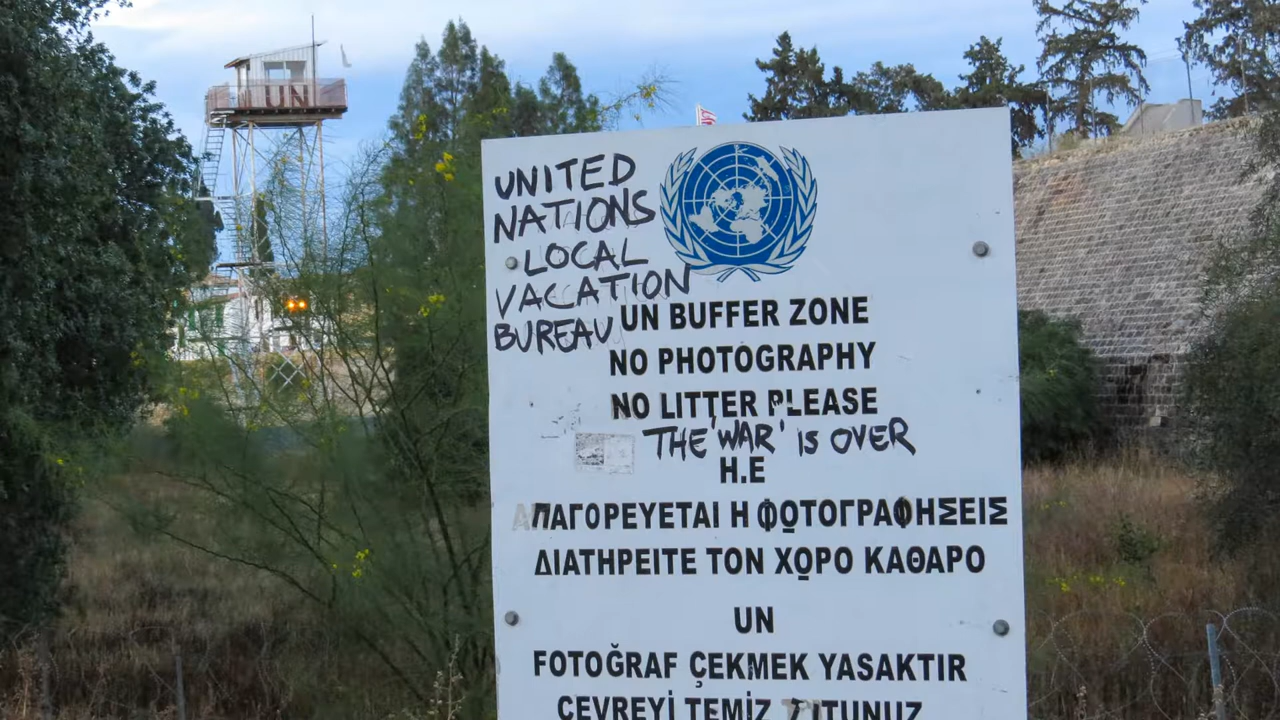 UN
UNITED
NATIONS
LOCAL
VACATION
BUREAU
UN BUFFER ZONE
NO PHOTOGRAPHY
NO LITTER PLEASE
THE 'WAR' IS OVER
Η.Ε
ΑΠΑΓΟΡΕΥΕΤΑΙ Η ΦΩΤΟΓΡΑΦΗΣΕΙΣ
ΔΙΑΤΗΡΕΙΤΕ ΤΟΝ ΧΩΡΟ ΚΑΘΑΡΟ
UN
FOTOĞRAF ÇEKMEK YASAKTIR
ÇEVREYİ TEMİZ TUTUNUZ